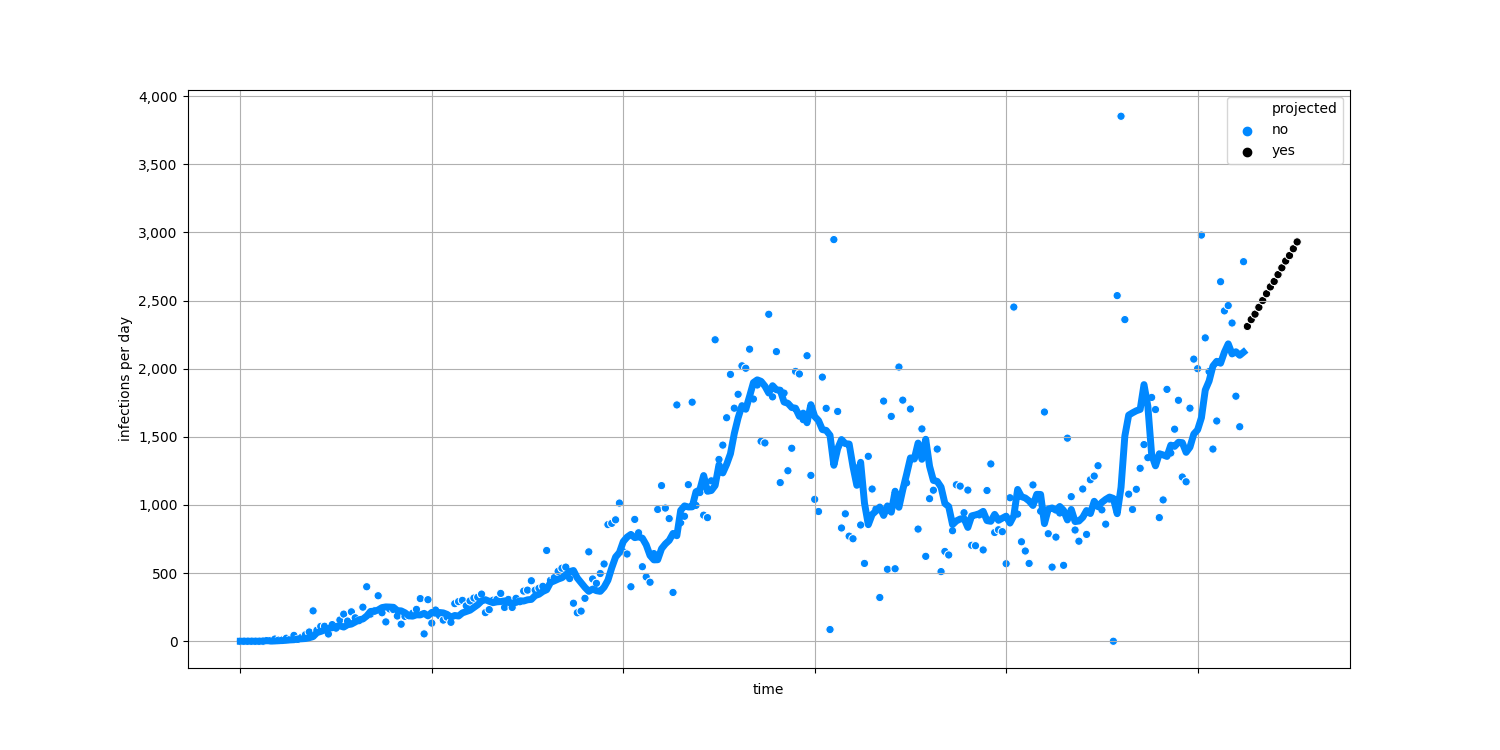 4,000
3,500
3,000
2,500
2,000
1,500
1,000
500
0
infections per day
time
projected
no
yes